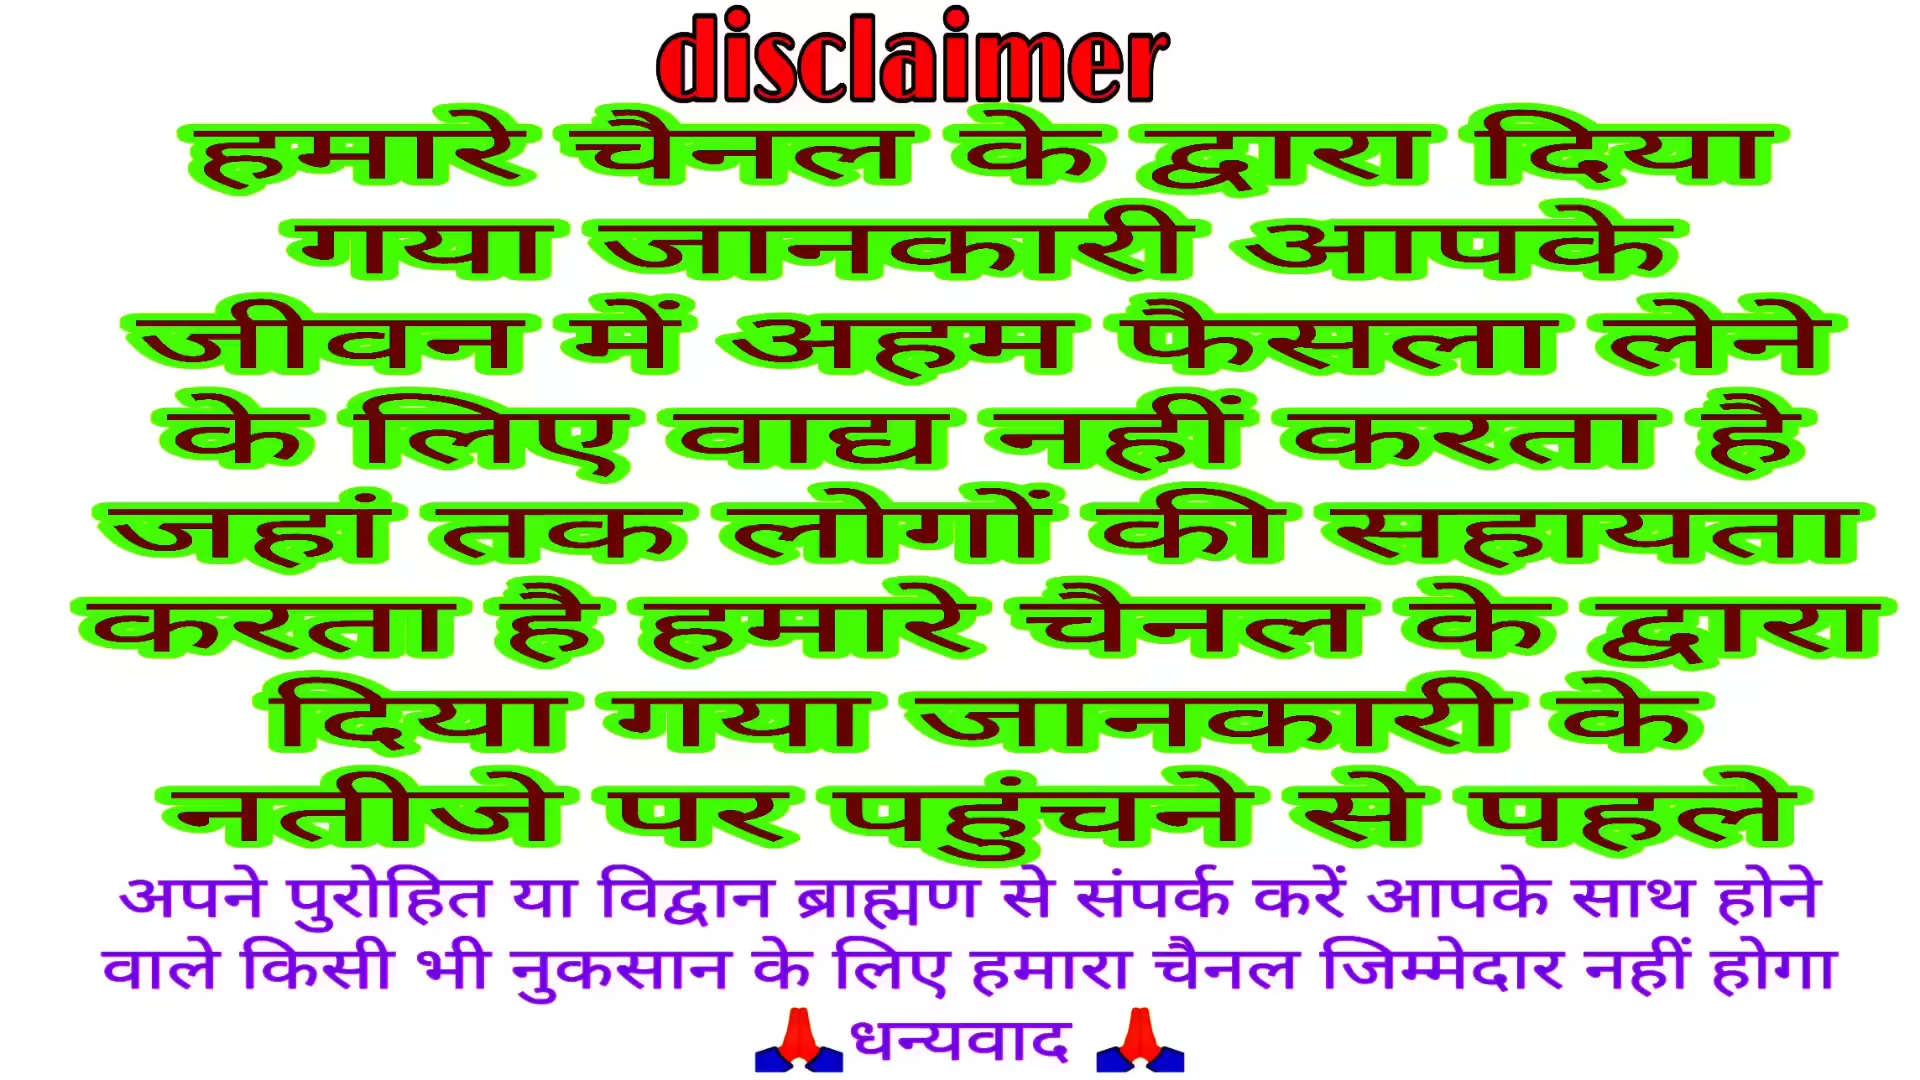 disclaimer
हमारे चैनल के द्वारा दिया
गया जानकारी आपके
जीवन में अहम फैसला लेने
के लिए वाद्य नहीं करता है
जहां तक लोगों की सहायता
करता है हमारे चैनल के द्वारा
दिया गया जानकारी के
नतीजे पर पहुंचने से पहले
अपने पुरोहित या विद्वान ब्राह्मण से संपर्क करें आपके साथ होने
वाले किसी भी नुकसान के लिए हमारा चैनल जिम्मेदार नहीं होगा
🙏धन्यवाद 🙏